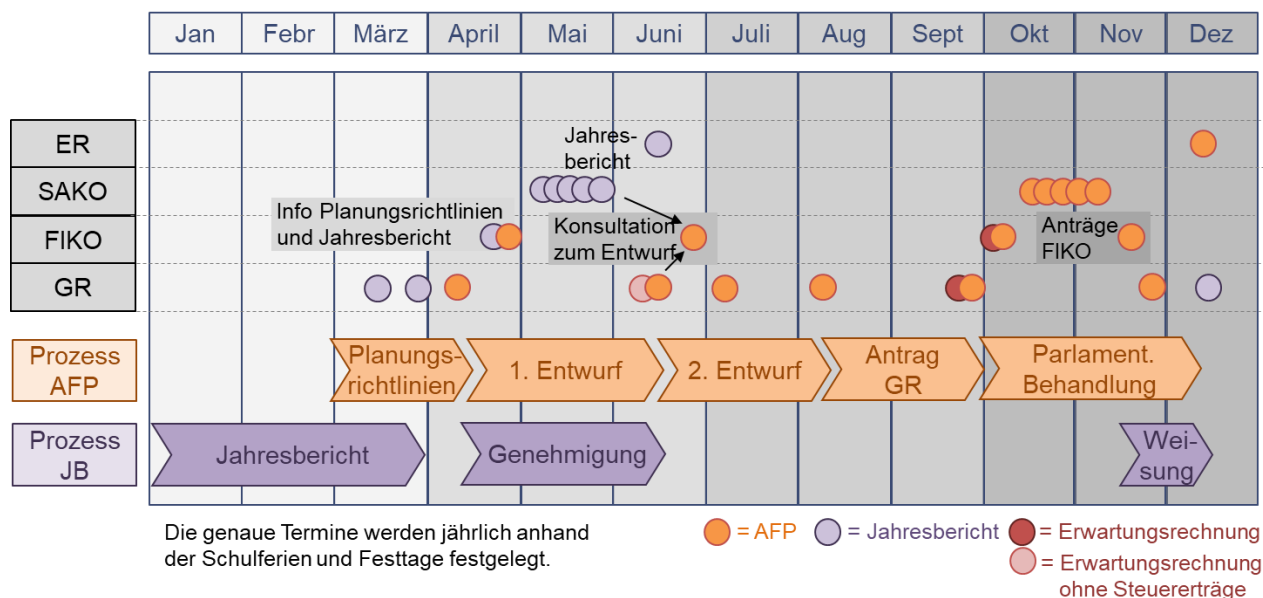 Jan Febr März April Mai Juni Juli Aug Sept Okt Nov Dez
ER
Jahres-
bericht
SAKO
Info Planungsrichtlinien
und Jahresbericht
Konsultation
zum Entwurf
Anträge
FIKO
FIKO
GR
Prozess
AFP
Planungs-
richtlinien
1. Entwurf
2. Entwurf
Antrag
GR
Parlament.
Behandlung
Prozess
JB
Jahresbericht
Genehmigung
Wei-
sung
Die genaue Termine werden jährlich anhand
der Schulferien und Festtage festgelegt.
= AFP
= Jahresbericht
= Erwartungsrechnung
= Erwartungsrechnung
ohne Steuererträge